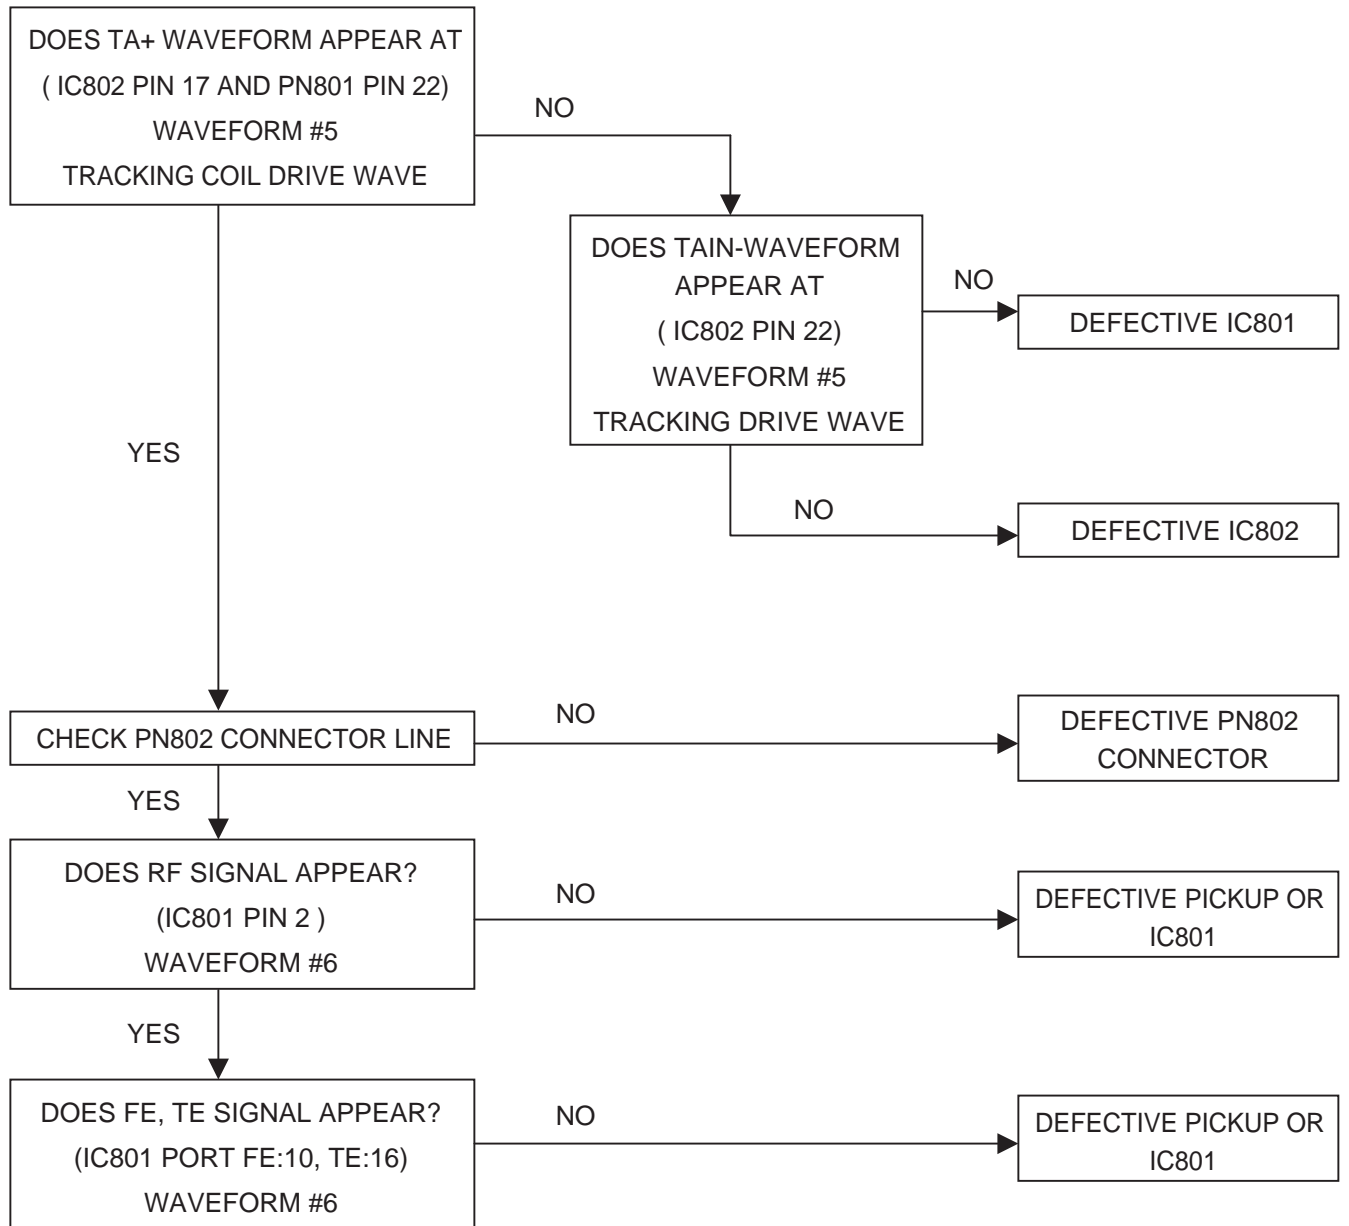 DOES TA+ WAVEFORM APPEAR AT
( IC802 PIN 17 AND PN801 PIN 22)
WAVEFORM #5
TRACKING COIL DRIVE WAVE
NO
DOES TAIN-WAVEFORM
APPEAR AT
( IC802 PIN 22)
WAVEFORM #5
TRACKING DRIVE WAVE
NO
DEFECTIVE IC801
YES
NO
DEFECTIVE IC802
CHECK PN802 CONNECTOR LINE
NO
DEFECTIVE PN802
CONNECTOR
YES
DOES RF SIGNAL APPEAR?
(IC801 PIN 2 )
WAVEFORM #6
NO
DEFECTIVE PICKUP OR
IC801
YES
DOES FE, TE SIGNAL APPEAR?
(IC801 PORT FE:10, TE:16)
WAVEFORM #6
NO
DEFECTIVE PICKUP OR
IC801